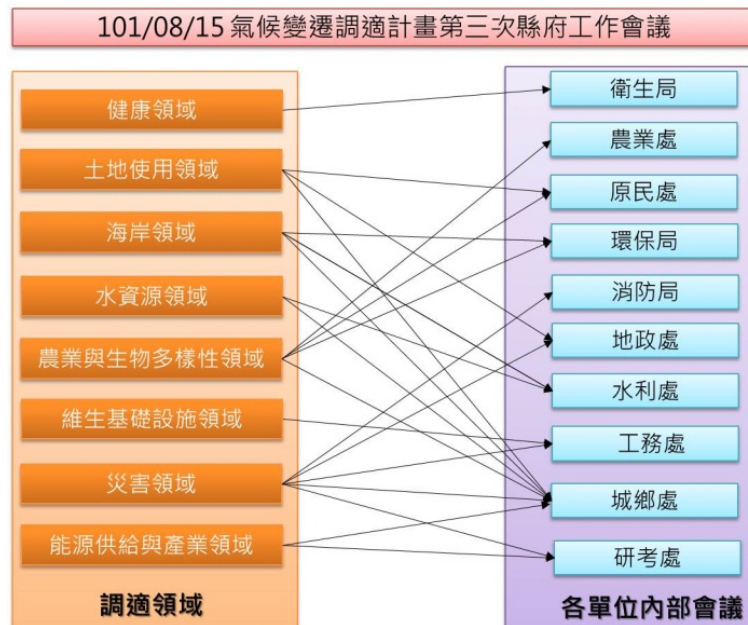 101/08/15 氣候變遷調適計畫第三次縣府工作會議
健康領域
土地使用領域
海岸領域
水資源領域
農業與生物多樣性領域
維生基礎設施領域
災害領域
能源供給與產業領域
調適領域
衛生局
農業處
原民處
環保局
消防局
地政處
水利處
工務處
城鄉處
研考處
各單位內部會議